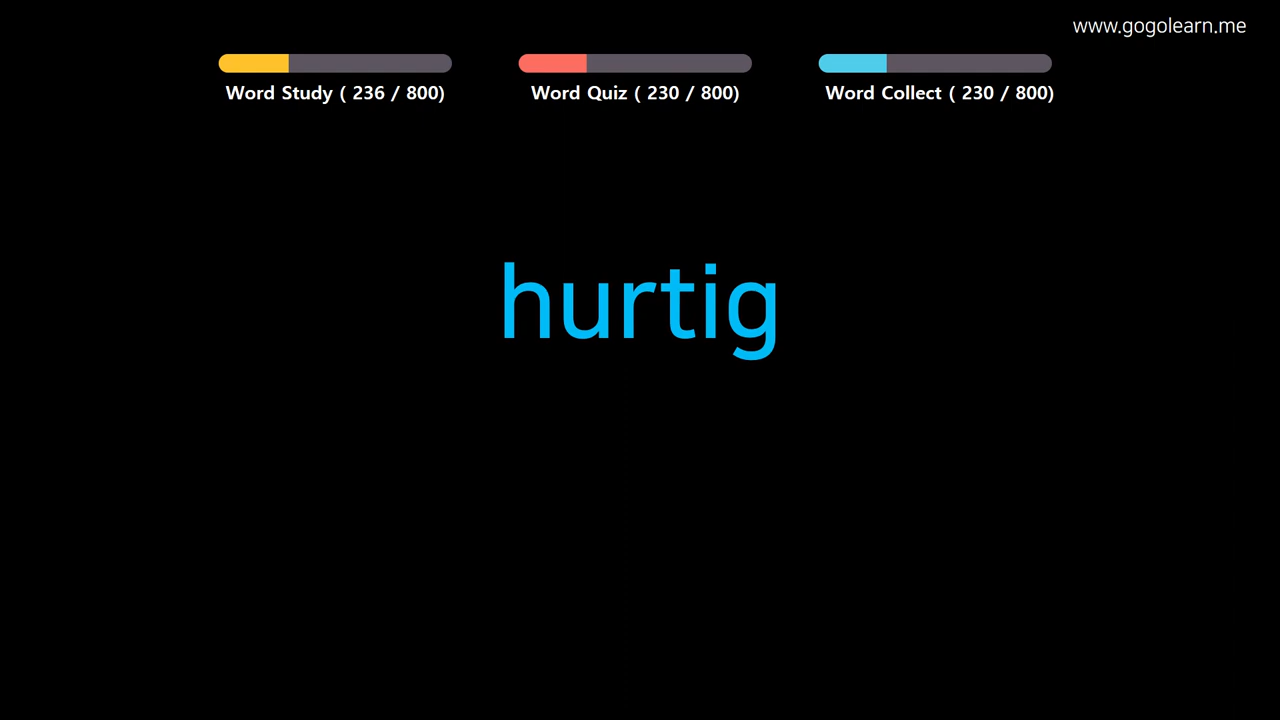 www.gogolearn.me
Word Study ( 236 / 800)
Word Quiz ( 230 / 800)
Word Collect ( 230 / 800)
hurtig